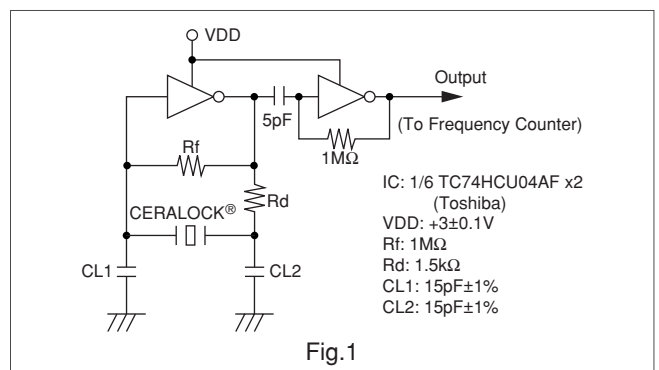 VDD
Output
5pF
(To Frequency Counter)
1MΩ
Rf
Rd
CERALOCK®
CL1
CL2
IC: 1/6 TC74HCU04AF x2
(Toshiba)
VDD: +3±0.1V
Rf: 1MΩ
Rd: 1.5kΩ
CL1: 15pF±1%
CL2: 15pF±1%
Fig.1